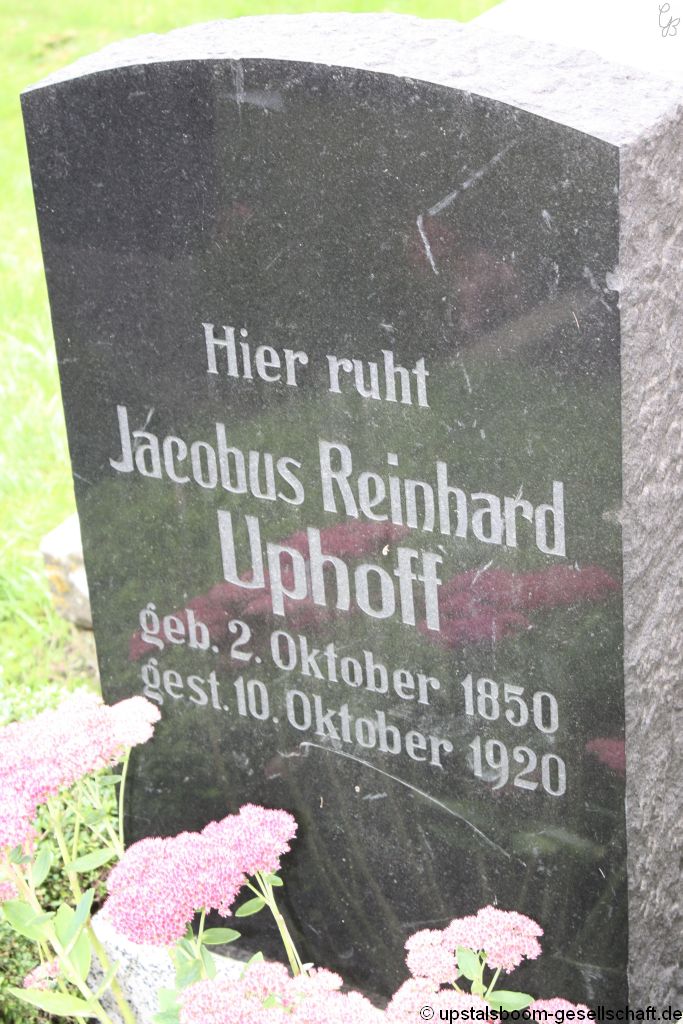 Hier ruht
Jacobus Reinhard
Uphoff
geb. 2. Oktober 1850
gest. 10. Oktober 1920
© upstalsboom-gesellschaft.de